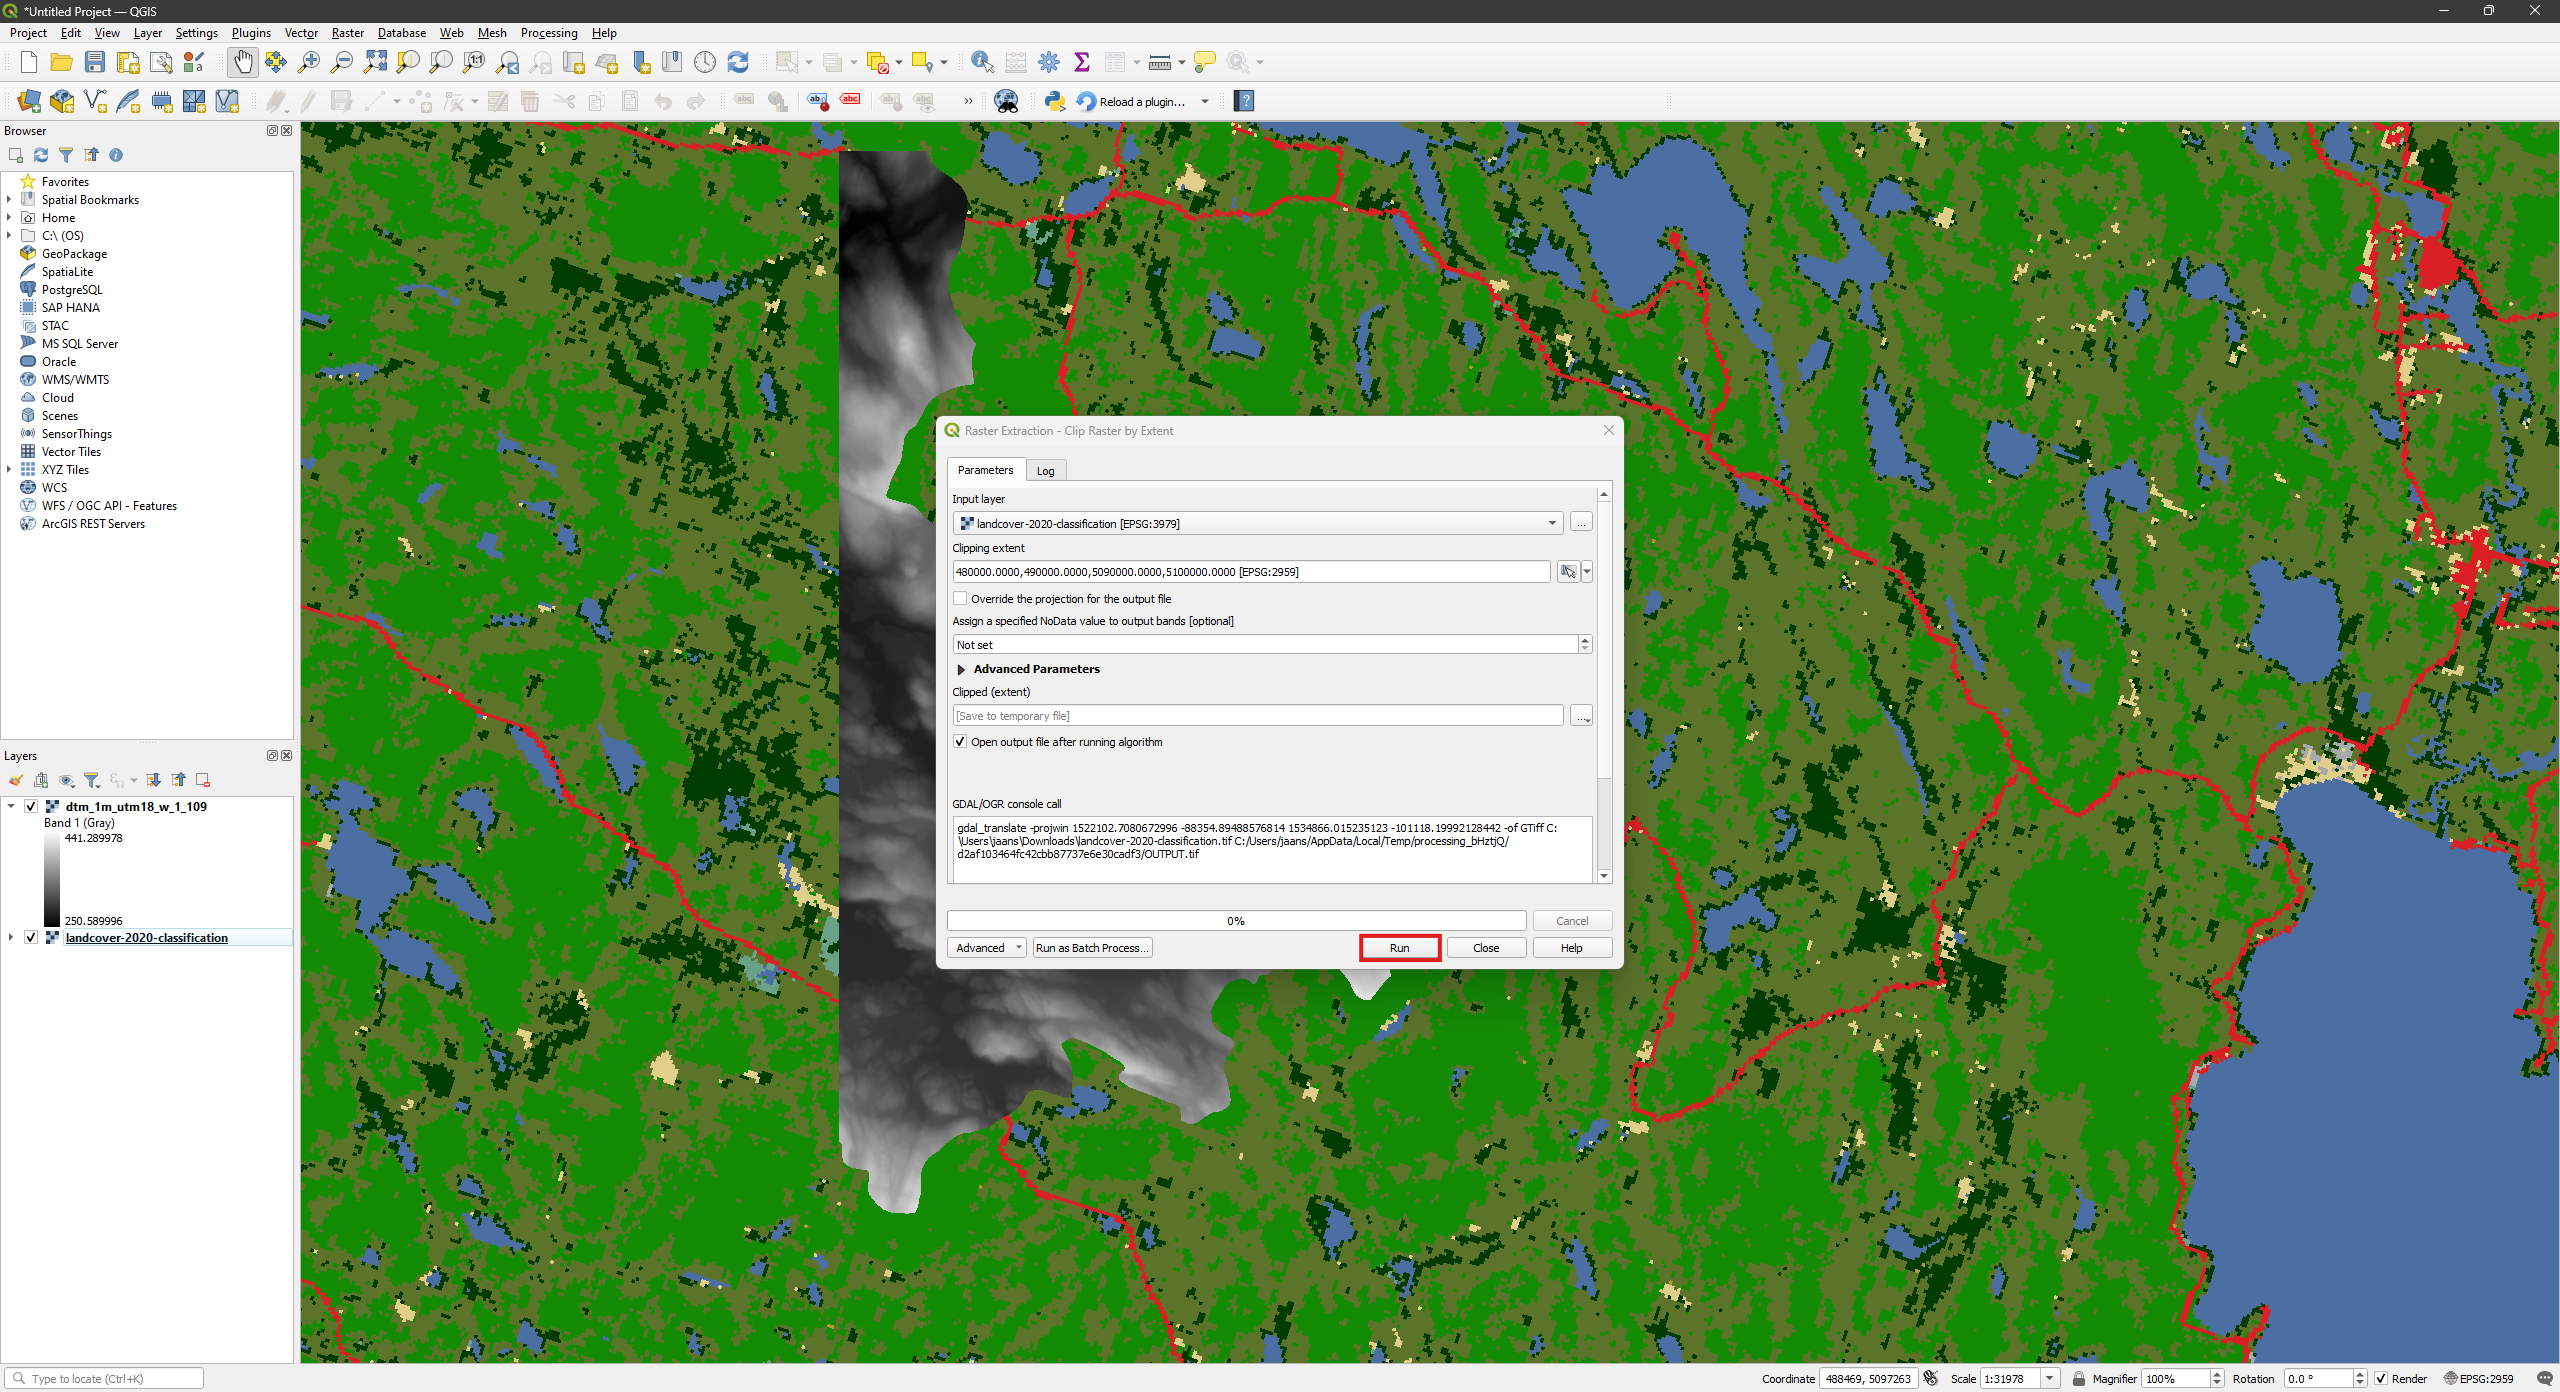 *Untitled Project — QGIS
Project Edit View Layer Settings Plugins Vector Raster Database Web Mesh Processing Help
Reload a plugin...
Browser
Favorites
Spatial Bookmarks
Home
C:\ (OS)
GeoPackage
SpatiaLite
PostgreSQL
SAP HANA
STAC
MS SQL Server
Oracle
WMS/WMTS
Cloud
Scenes
SensorThings
Vector Tiles
XYZ Tiles
WCS
WFS / OGC API - Features
ArcGIS REST Servers
Layers
dtm_1m_utm18_w_1_109
Band 1 (Gray)
441.289978
250.589996
landcover-2020-classification
Raster Extraction - Clip Raster by Extent
Parameters Log
Input layer
landcover-2020-classification [EPSG:3979]
Clipping extent
480000.0000,490000.0000,5090000.0000,5100000.0000 [EPSG:2959]
Override the projection for the output file
Assign a specified NoData value to output bands [optional]
Not set
Advanced Parameters
Clipped (extent)
[Save to temporary file]
Open output file after running algorithm
GDAL/OGR console call
gdal_translate -projwin 1522102.7080672996 -88354.89488576814 1534866.015235123 -101118.19992128442 -of GTiff C:
\Users\jaans\Downloads\landcover-2020-classification.tif C:/Users/jaans/AppData/Local/Temp/processing_bHztjQ/
d2af103464fc42cbb87737e6e30cadf3/OUTPUT.tif
0% Cancel
Advanced Run as Batch Process... Run Close Help
Type to locate (Ctrl+K) Coordinate 488469, 5097263 Scale 1:31978 Magnifier 100% Rotation 0.0 ° Render EPSG:2959